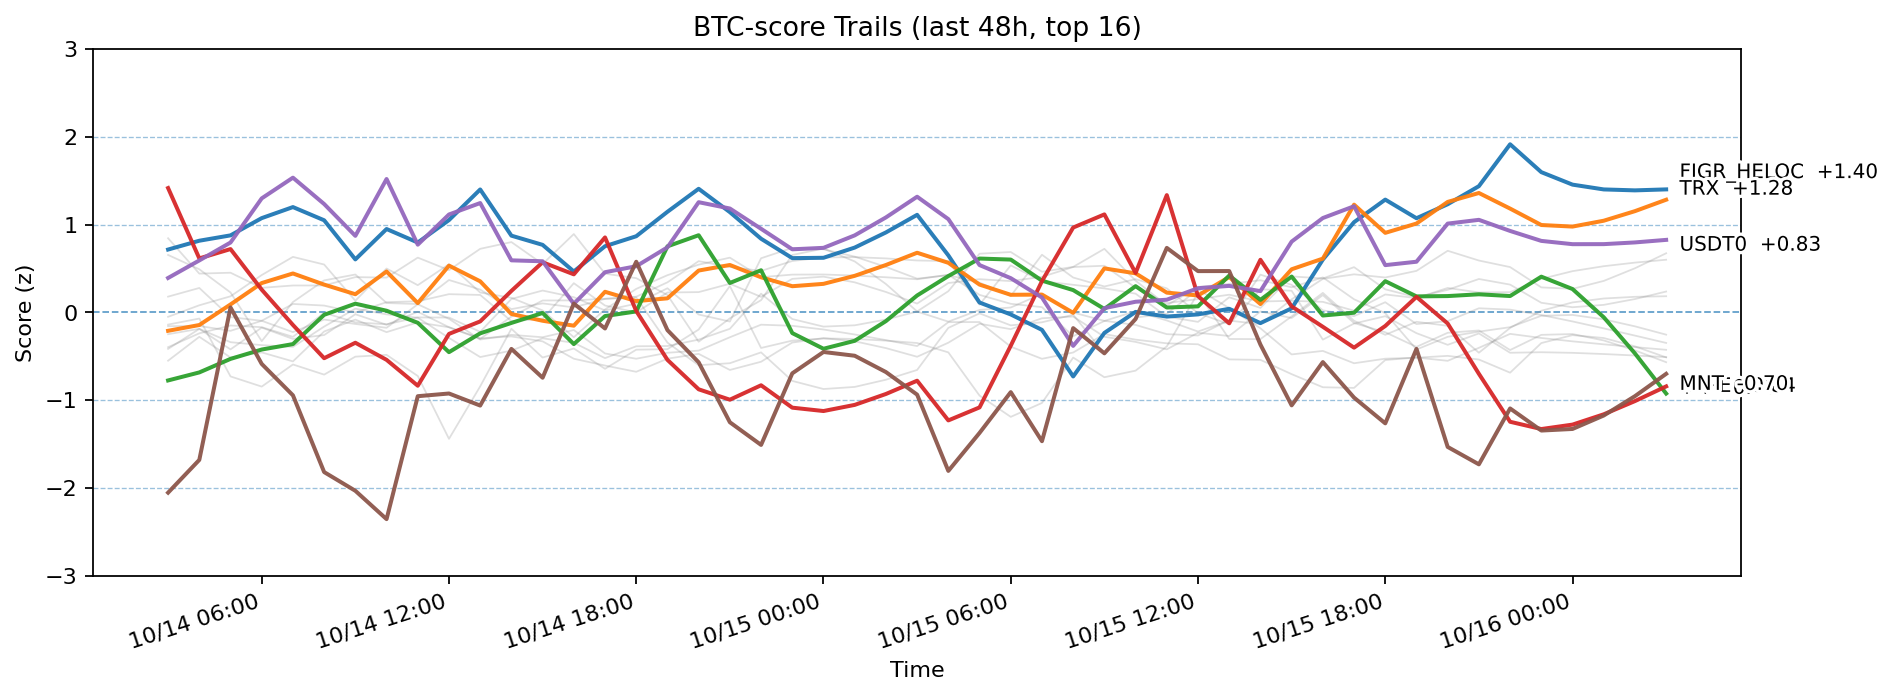 BTC-score Trails (last 48h, top 16)
Score (z)
3
2
1
0
−1
−2
−3
FIGR_HELOC +1.40
TRX +1.28
USDT0 +0.83
MNT −0.70
10/14 06:00
10/14 12:00
10/14 18:00
10/15 00:00
10/15 06:00
10/15 12:00
10/15 18:00
10/16 00:00
Time